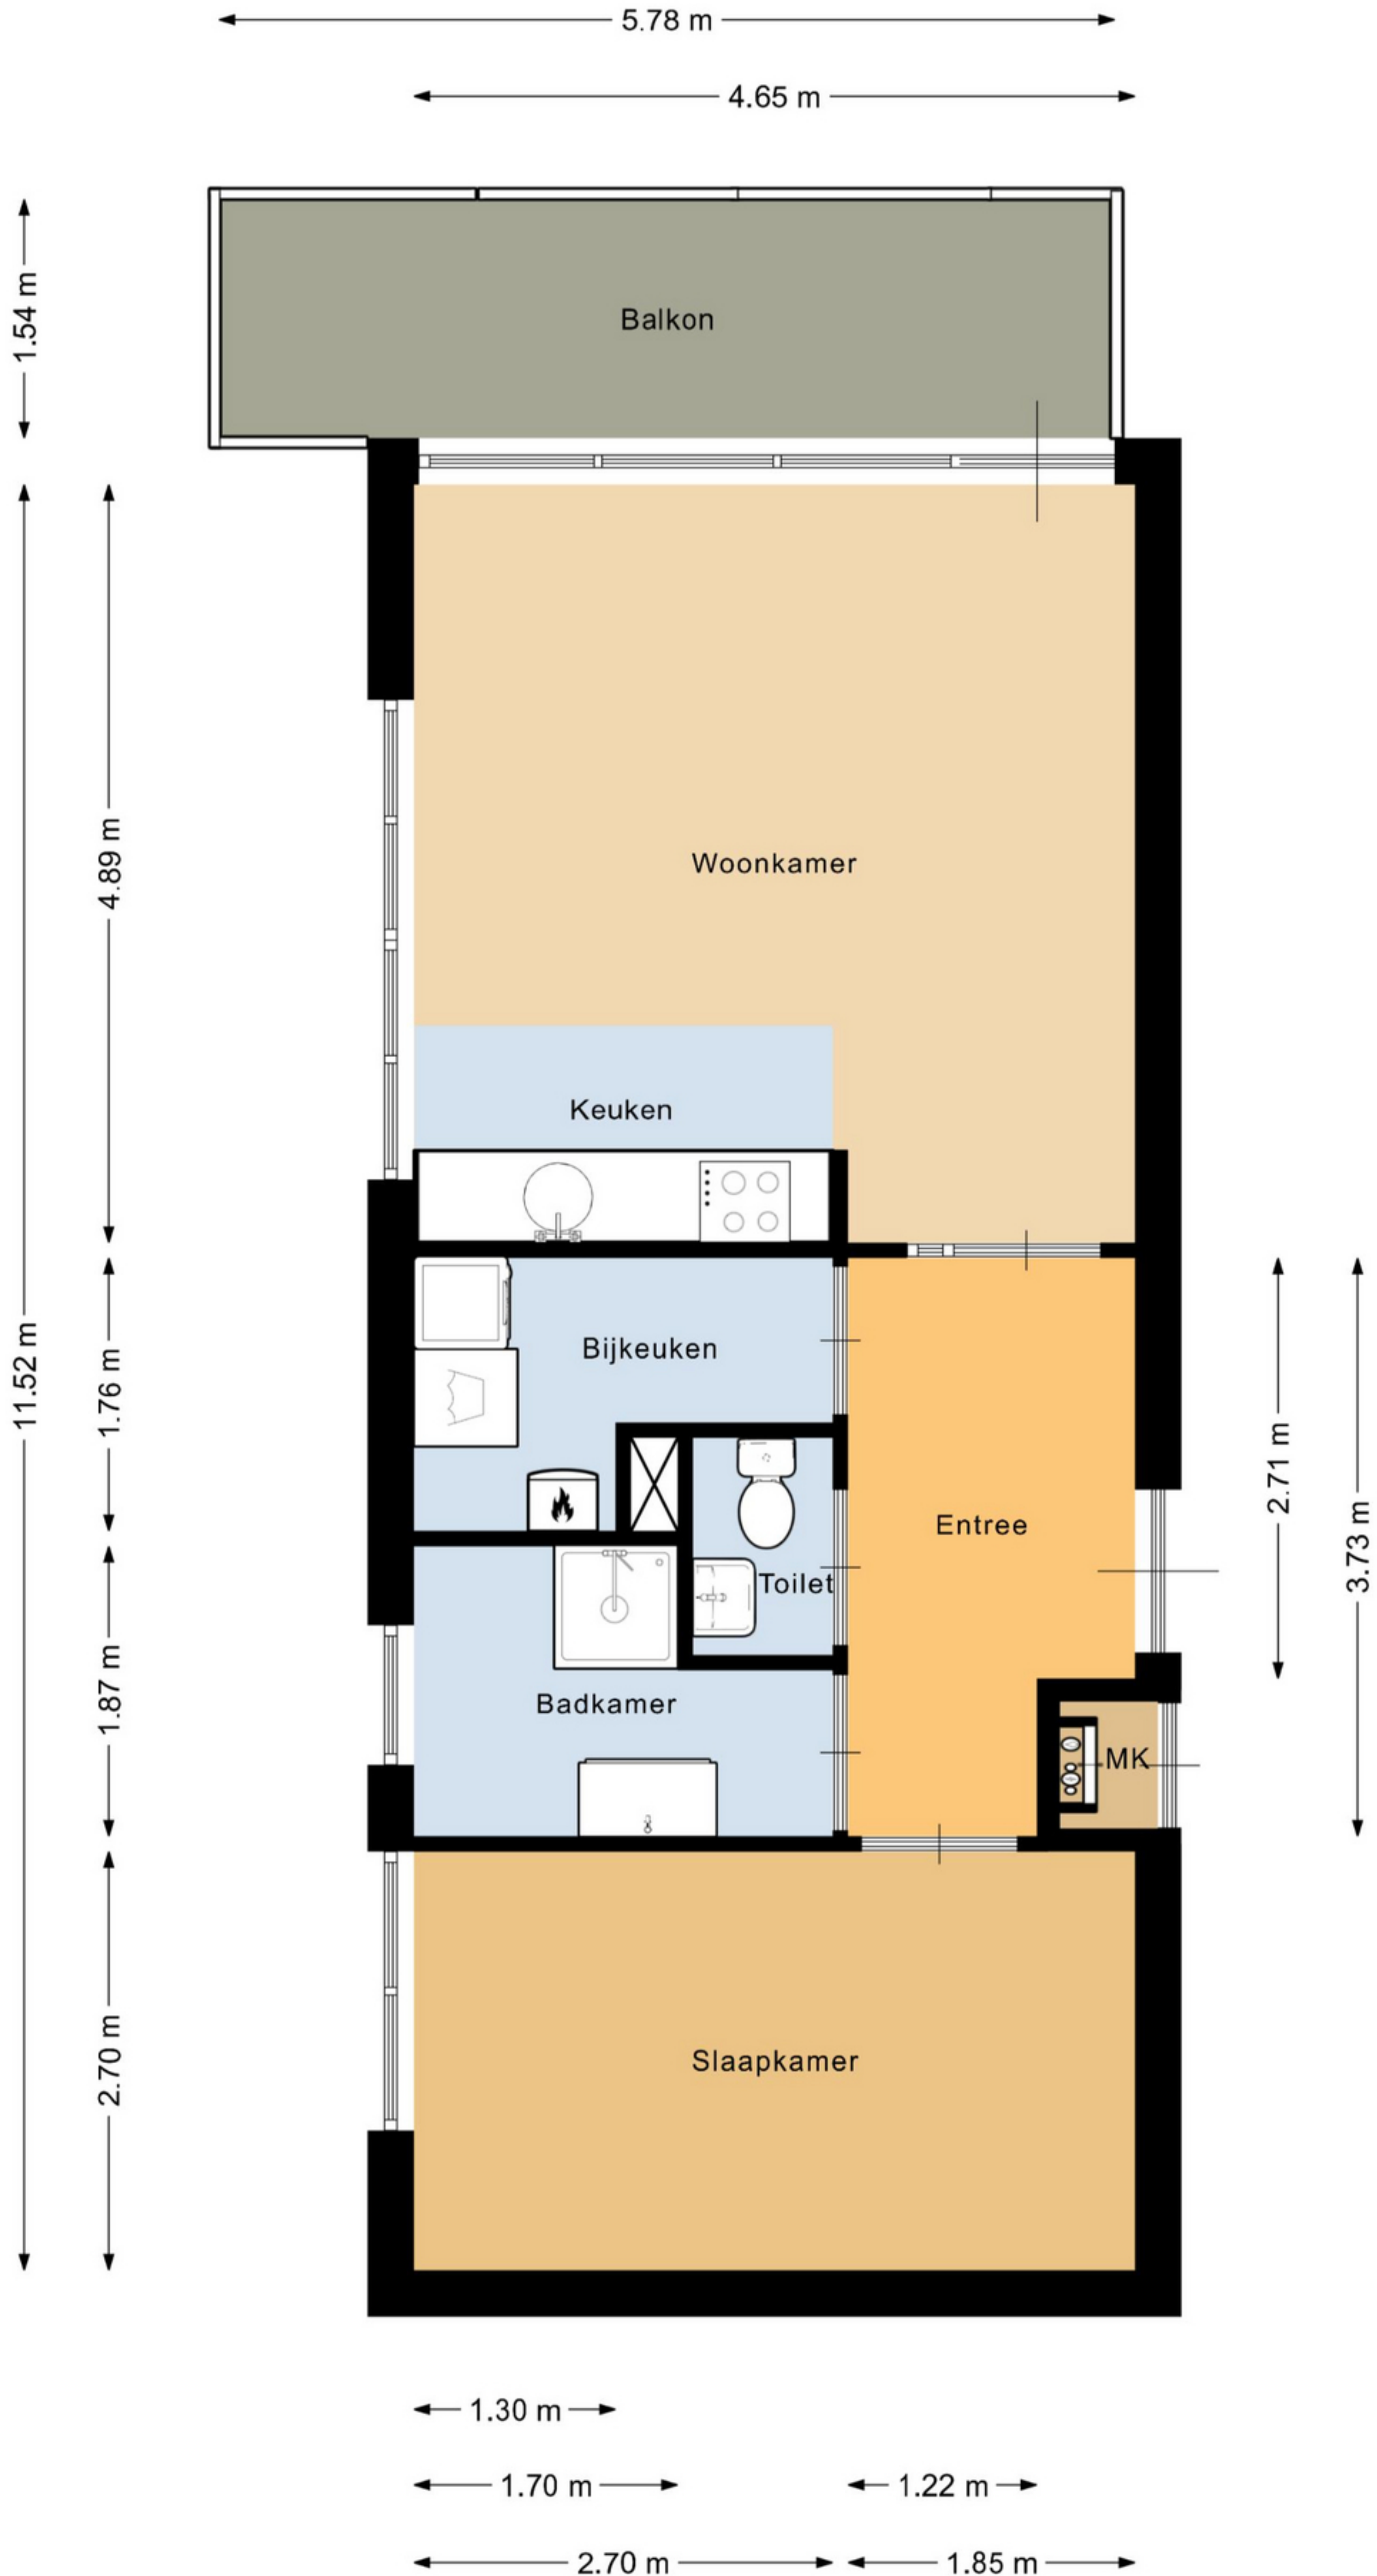 5.78 m
4.65 m
1.54 m
Balkon
4.89 m
Woonkamer
Keuken
11.52 m
1.76 m
Bijkeuken
2.71 m
3.73 m
Entree
Toilet
1.87 m
Badkamer
MK
2.70 m
Slaapkamer
1.30 m
1.70 m
1.22 m
2.70 m
1.85 m